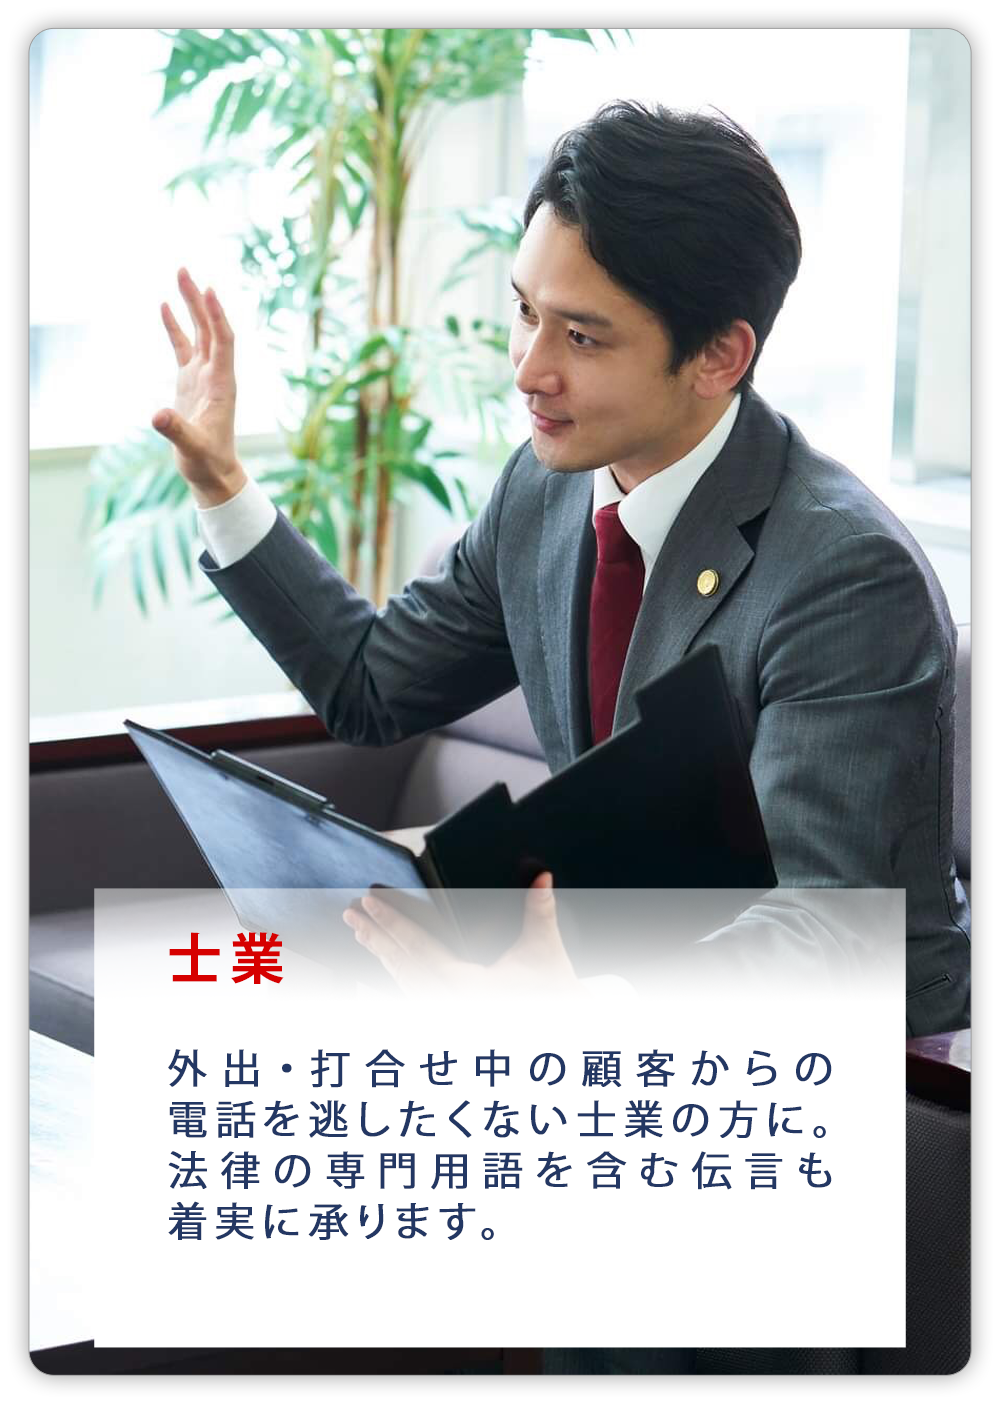 士業
外出・打合せ中の顧客からの
電話を逃したくない士業の方に。
法律の専門用語を含む伝言も
着実に承ります。